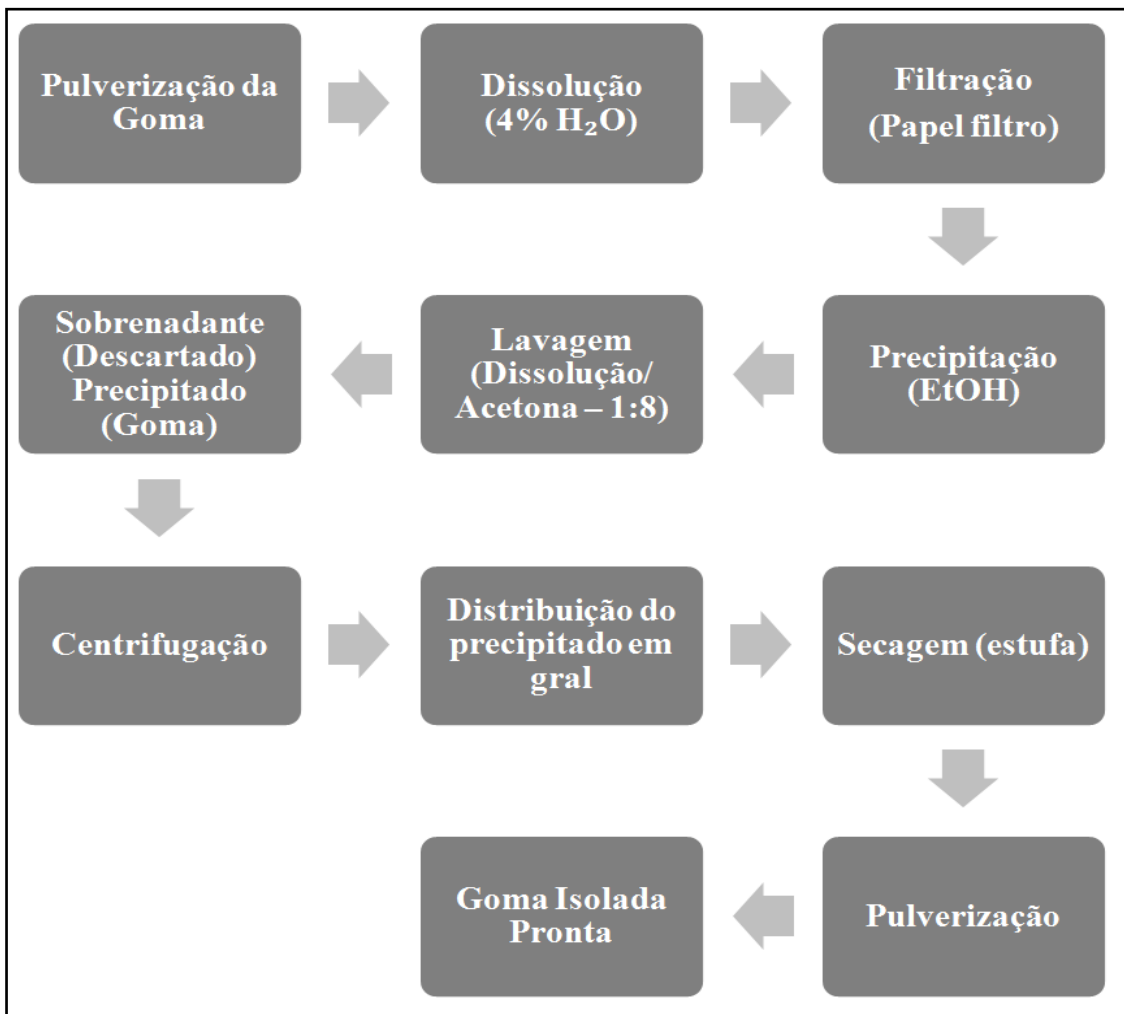 Pulverização da
Goma
Dissolução
(4% H₂O)
Filtração
(Papel filtro)
Precipitação
(EtOH)
Lavagem
(Dissolução/
Acetona – 1:8)
Sobrenadante
(Descartado)
Precipitado
(Goma)
Centrifugação
Distribuição do
precipitado em
gral
Secagem (estufa)
Pulverização
Goma Isolada
Pronta